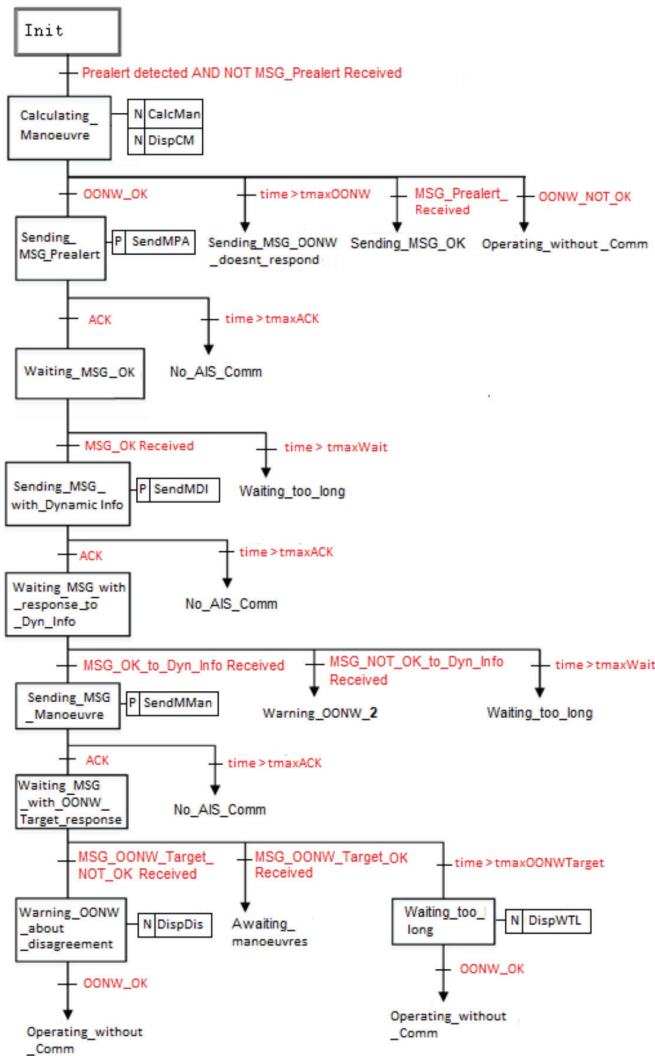 Init
Prealert detected AND NOT MSG_Prealert Received
Calculating_
Manoeuvre
N CalcMan
N DispCM
OONW_OK
time>tmaxOONW
MSG_Prealert_
Received
OONW_NOT_OK
Sending_
MSG_Prealert
P SendMPA
Sending_MSG_OONW
_doesnt_respond
Sending_MSG_OK
Operating_without_Comm
ACK
time>tmaxACK
Waiting_MSG_OK
No_AIS_Comm
MSG_OK Received
time>tmaxWait
Sending_MSG_
with_Dynamic Info
P SendMDI
Waiting_too_long
ACK
time>tmaxACK
Waiting_MSG_with
_response_to
_Dyn_Info
No_AIS_Comm
MSG_OK_to_Dyn_Info Received
MSG_NOT_OK_to_Dyn_Info
Received
time>tmaxWait
Sending_MSG
_Manoeuvre
P SendMMan
Warning_OONW_2
Waiting_too_long
ACK
time>tmaxACK
Waiting_MSG
_with_OONW_
Target_response
No_AIS_Comm
MSG_OONW_Target_
NOT_OK Received
MSG_OONW_Target_OK
Received
time>tmaxOONWTarget
Warning_OONW
_about
_disagreement
N DispDis
Awaiting_
manoeuvres
Waiting_too_
long
N DispWTL
OONW_OK
OONW_OK
Operating_without
_Comm
Operating_without
_Comm